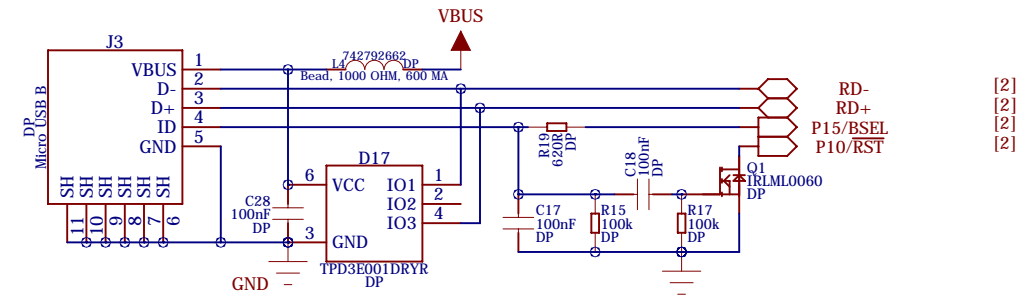 VBUS
J3
742792662
L4 DP
Bead, 1000 OHM, 600 MA
VBUS 1
D- 2
D+ 3
ID 4
GND 5
DP
Micro USB B
SH SH SH SH SH SH
11 10 9 8 7 6
RD- [2]
RD+ [2]
P15/BSEL [2]
P10/RST [2]
R19
620R
DP
C18
100nF
DP
Q1
IRLML0060
DP
D17
6 VCC IO1 1
IO2 2
IO3 4
3 GND
TPD3E001DRYR
DP
C28
100nF
DP
C17
100nF
DP
R15
100k
DP
R17
100k
DP
GND